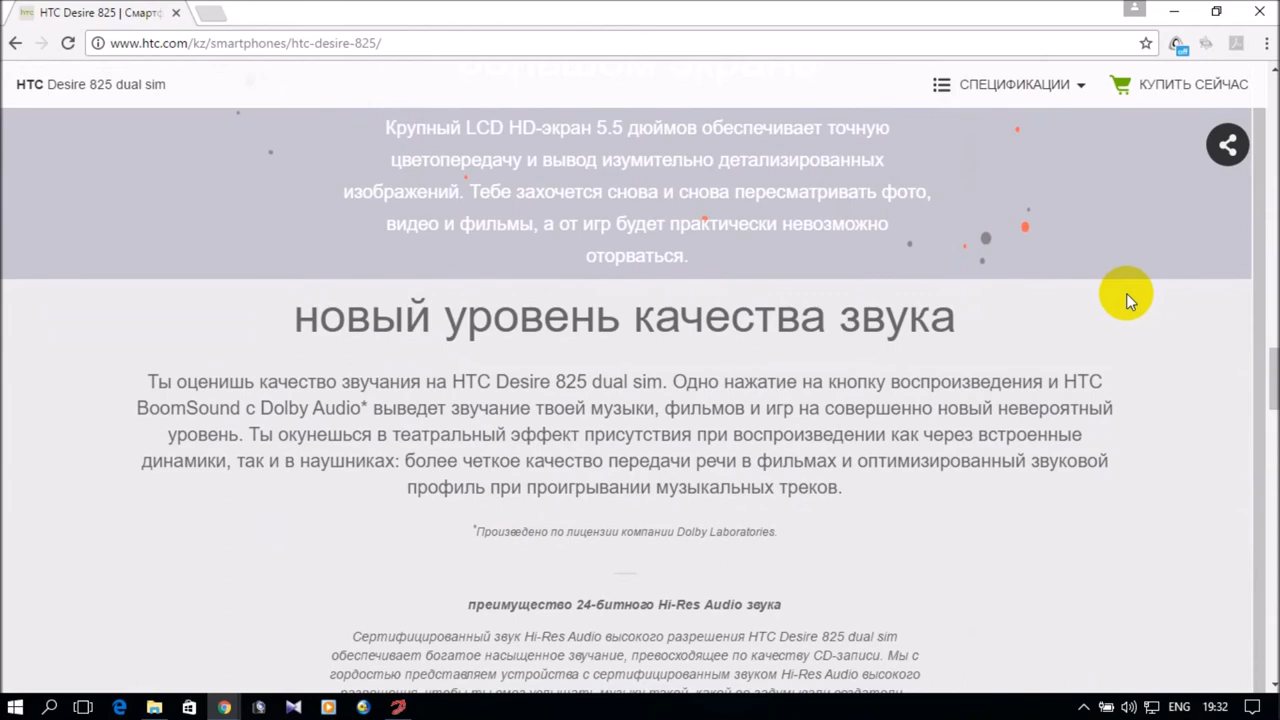 HTC Desire 825 | Смартф
www.htc.com/kz/smartphones/htc-desire-825/
HTC Desire 825 dual sim
СПЕЦИФИКАЦИИ
КУПИТЬ СЕЙЧАС
Крупный LCD HD-экран 5.5 дюймов обеспечивает точную
цветопередачу и вывод изумительно детализированных
изображений. Тебе захочется снова и снова пересматривать фото,
видео и фильмы, а от игр будет практически невозможно
оторваться.
новый уровень качества звука
Ты оценишь качество звучания на HTC Desire 825 dual sim. Одно нажатие на кнопку воспроизведения и HTC
BoomSound с Dolby Audio* выведет звучание твоей музыки, фильмов и игр на совершенно новый невероятный
уровень. Ты окунешься в театральный эффект присутствия при воспроизведении как через встроенные
динамики, так и в наушниках: более четкое качество передачи речи в фильмах и оптимизированный звуковой
профиль при проигрывании музыкальных треков.
*Произведено по лицензии компании Dolby Laboratories.
преимущество 24-битного Hi-Res Audio звука
Сертифицированный звук Hi-Res Audio высокого разрешения HTC Desire 825 dual sim
обеспечивает богатое насыщенное звучание, превосходящее по качеству CD-записи. Мы с
гордостью представляем устройства с сертифицированным звуком Hi-Res Audio высокого
ENG
19:32